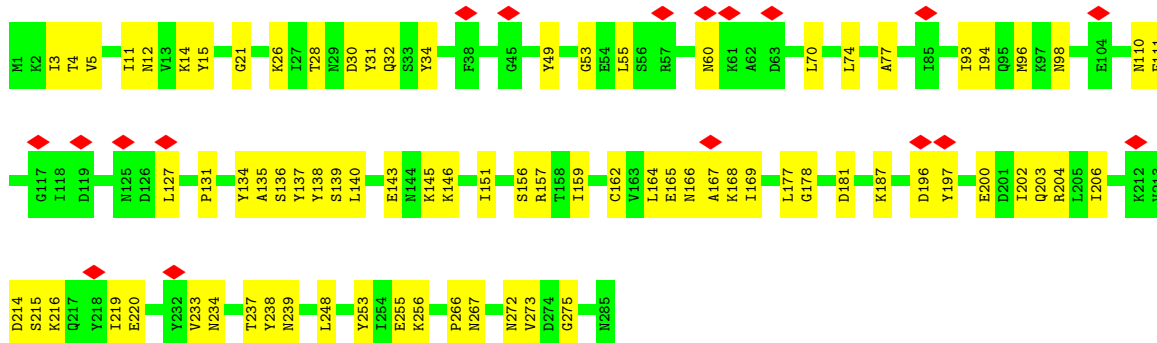 M1 K2 I3 T4 V5 I11 N12 V13 K14 Y15 G21 K26 I27 T28 N29 D30 Y31 Q32 S33 Y34 F38 G45 Y49 G53 E54 L55 S56 R57 N60 K61 A62 D63 L70 L74 A77 I85 I93 I94 Q95 M96 K97 N98 E104 N110
G117 I118 D119 N125 D126 L127 P131 Y134 A135 S136 Y137 Y138 S139 L140 E143 N144 K145 K146 I151 S156 R157 T158 I159 C162 V163 L164 E165 N166 A167 K168 I169 L177 G178 D181 K187 D196 Y197 E200 D201 I202 Q203 R204 L205 I206 K212
D214 S215 K216 Q217 Y218 I219 E220 Y232 V233 N234 T237 Y238 N239 L248 Y253 I254 E255 K256 P266 N267 N272 V273 D274 G275 N285